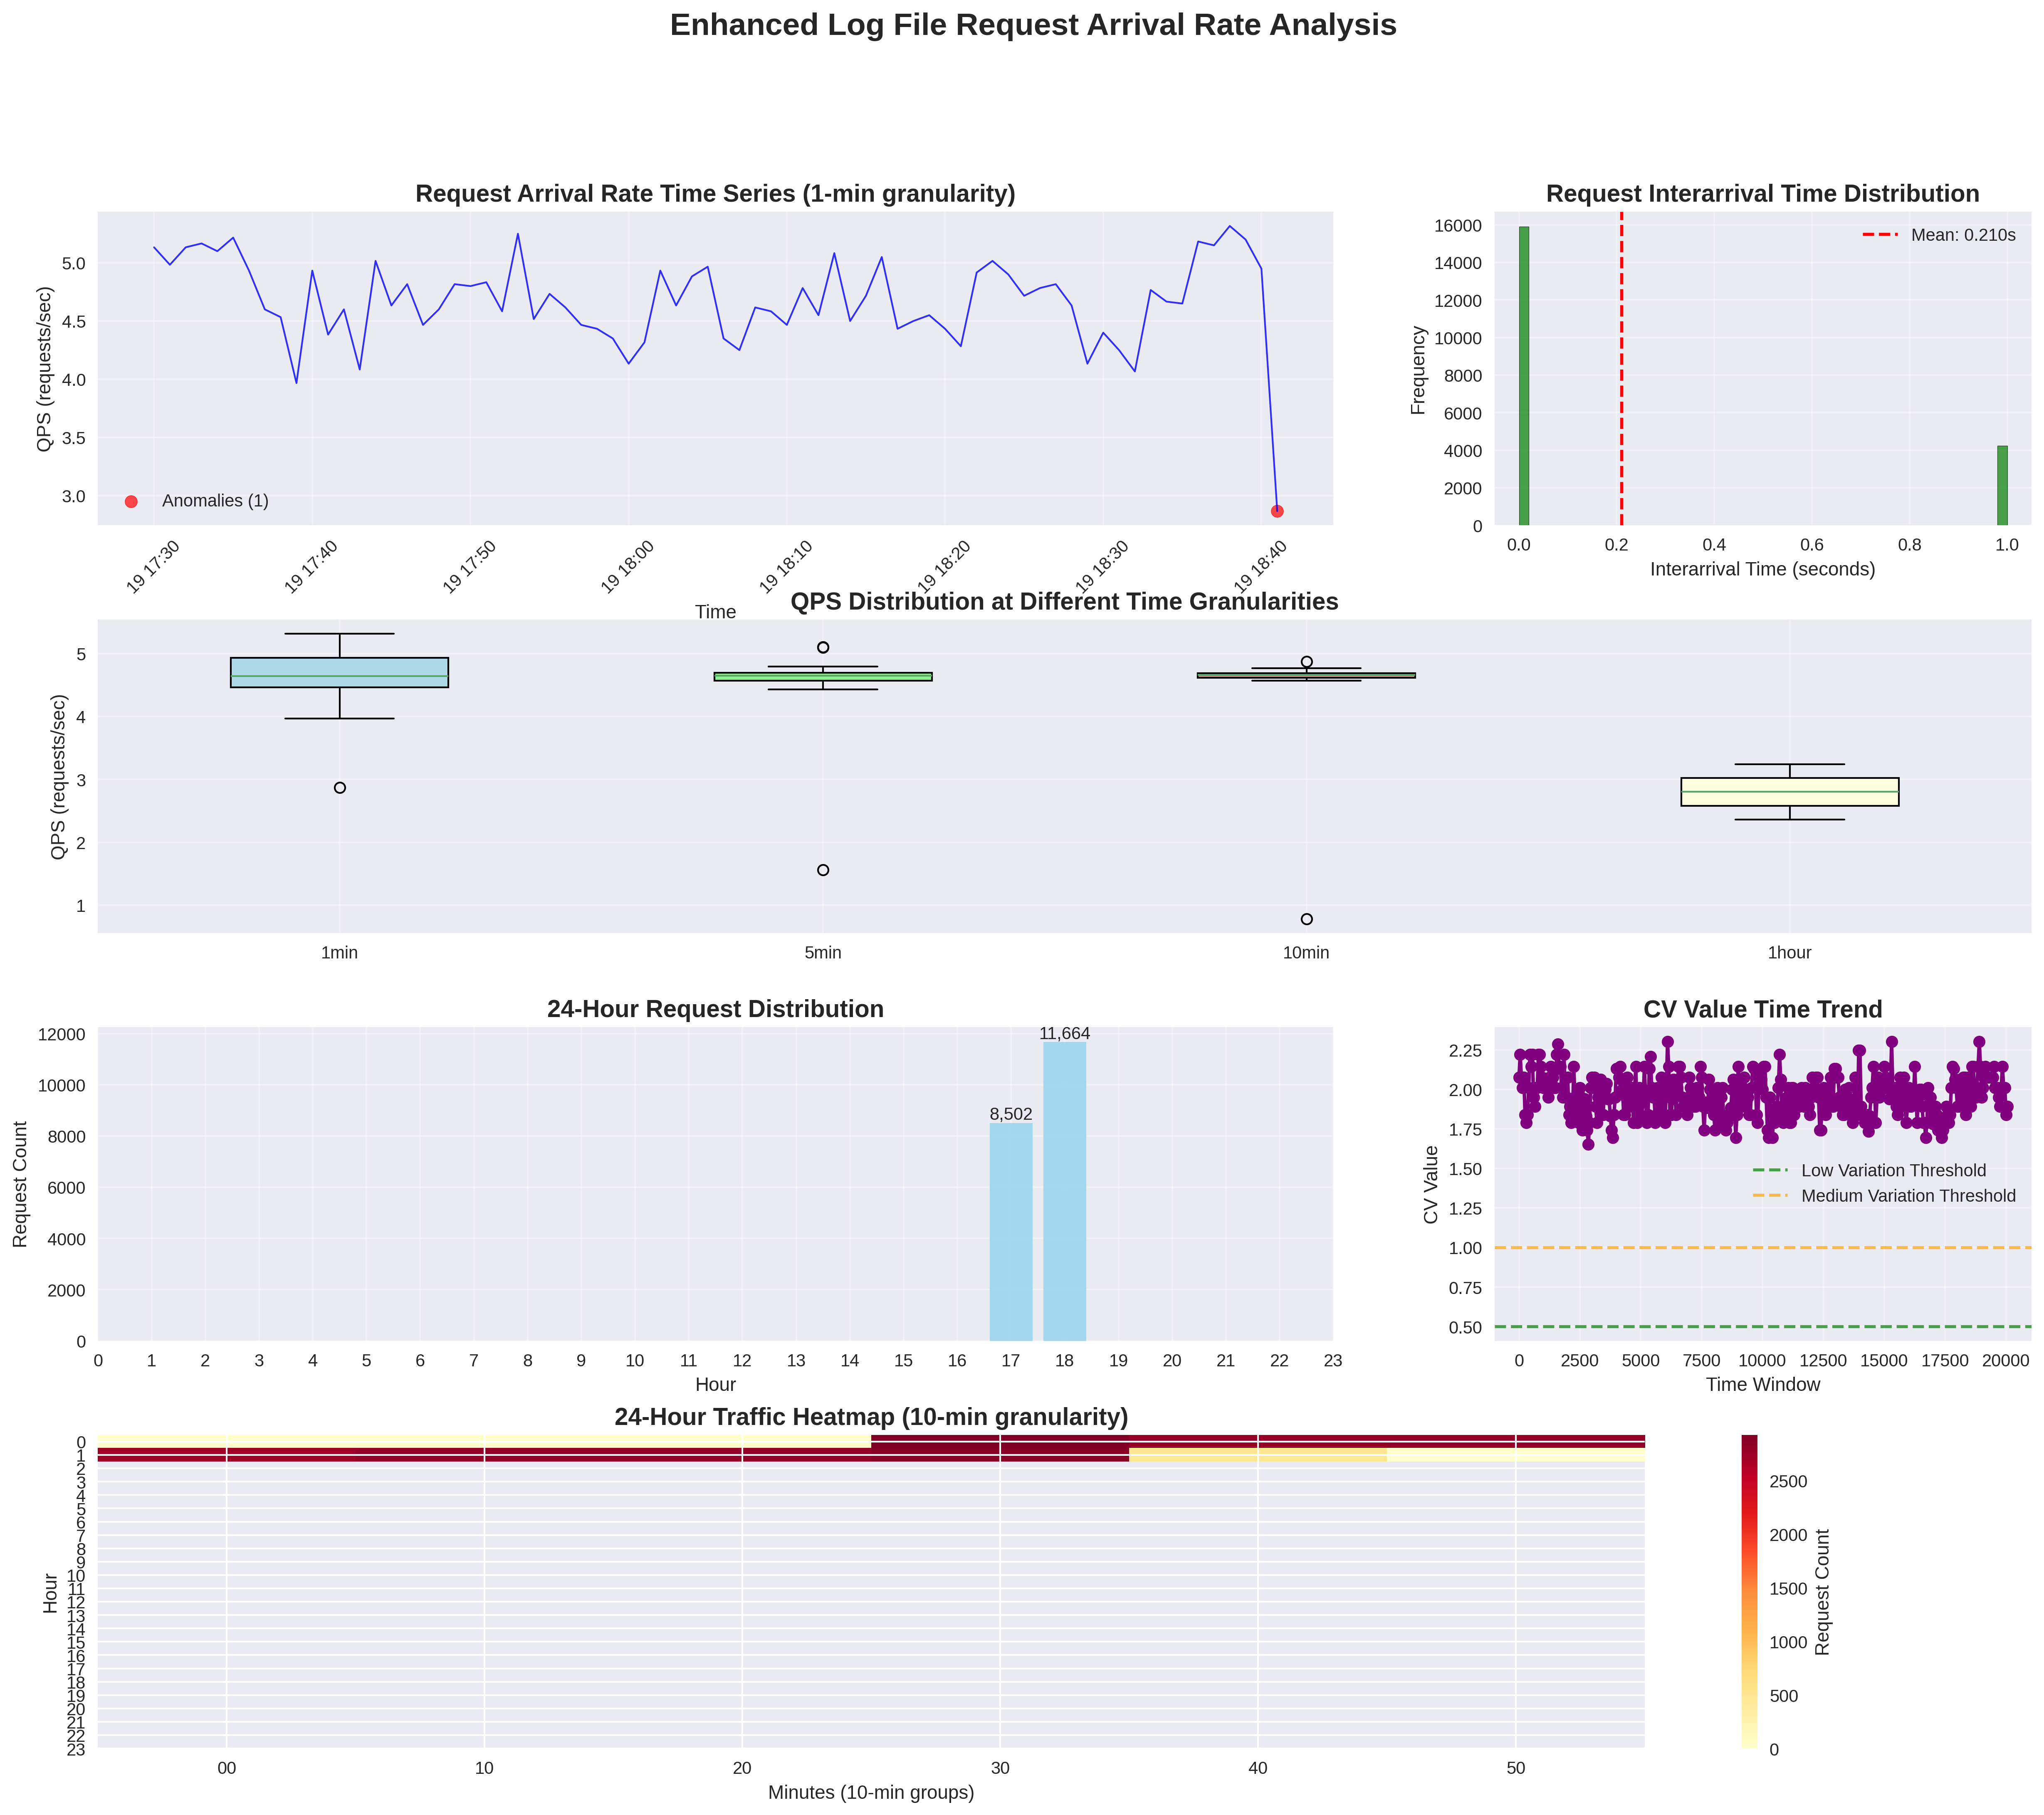 Enhanced Log File Request Arrival Rate Analysis
Request Arrival Rate Time Series (1-min granularity)
QPS (requests/sec)
5.0
4.5
4.0
3.5
3.0
Anomalies (1)
19 17:30
19 17:40
19 17:50
19 18:00
19 18:10
19 18:20
19 18:30
19 18:40
Time
Request Interarrival Time Distribution
Frequency
16000
14000
12000
10000
8000
6000
4000
2000
0
Mean: 0.210s
0.0 0.2 0.4 0.6 0.8 1.0
Interarrival Time (seconds)
QPS Distribution at Different Time Granularities
QPS (requests/sec)
5
4
3
2
1
1min 5min 10min 1hour
24-Hour Request Distribution
Request Count
12000
10000
8000
6000
4000
2000
0
8,502
11,664
0 1 2 3 4 5 6 7 8 9 10 11 12 13 14 15 16 17 18 19 20 21 22 23
Hour
CV Value Time Trend
CV Value
2.25
2.00
1.75
1.50
1.25
1.00
0.75
0.50
Low Variation Threshold
Medium Variation Threshold
0 2500 5000 7500 10000 12500 15000 17500 20000
Time Window
24-Hour Traffic Heatmap (10-min granularity)
Hour
0
1
2
3
4
5
6
7
8
9
10
11
12
13
14
15
16
17
18
19
20
21
22
23
00 10 20 30 40 50
Minutes (10-min groups)
2500
2000
1500
1000
500
0
Request Count